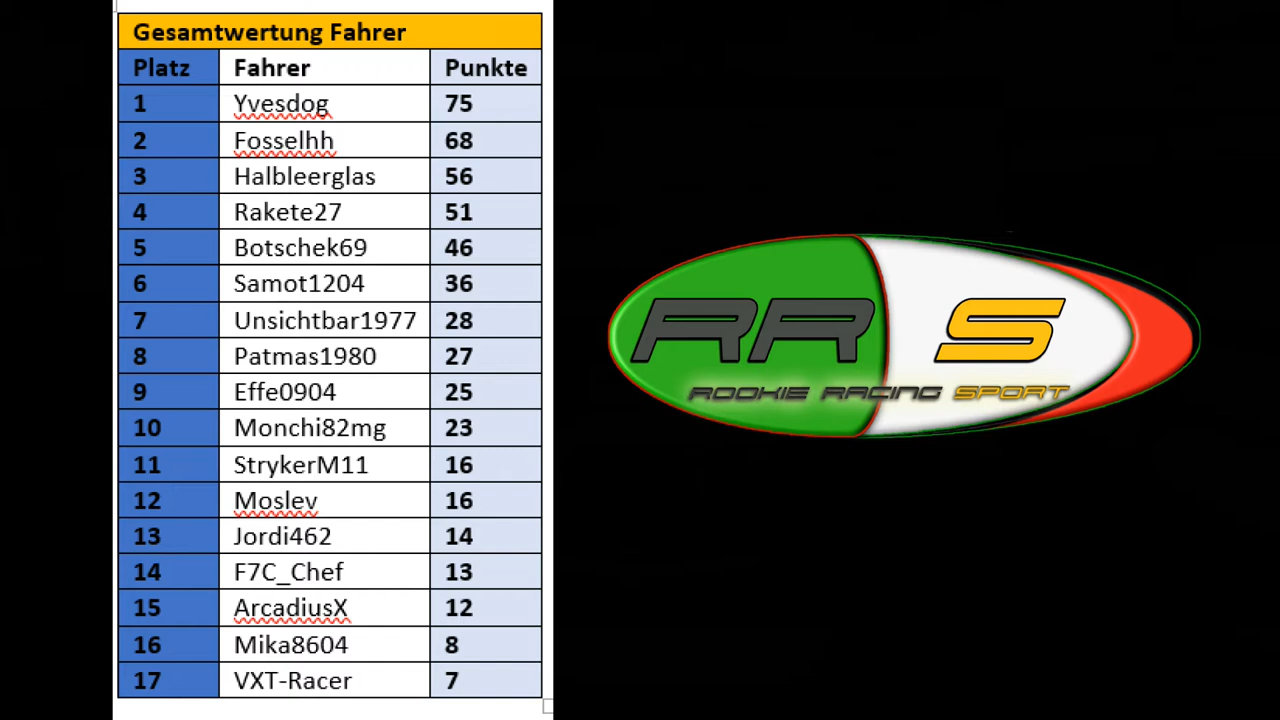 Gesamtwertung Fahrer
Platz Fahrer Punkte
1 Yvesdog 75
2 Fosselhh 68
3 Halbleerglas 56
4 Rakete27 51
5 Botschek69 46
6 Samot1204 36
7 Unsichtbar1977 28
8 Patmas1980 27
9 Effe0904 25
10 Monchi82mg 23
11 StrykerM11 16
12 Moslev 16
13 Jordi462 14
14 F7C_Chef 13
15 ArcadiusX 12
16 Mika8604 8
17 VXT-Racer 7
RR S
ROOKIE RACING SPORT